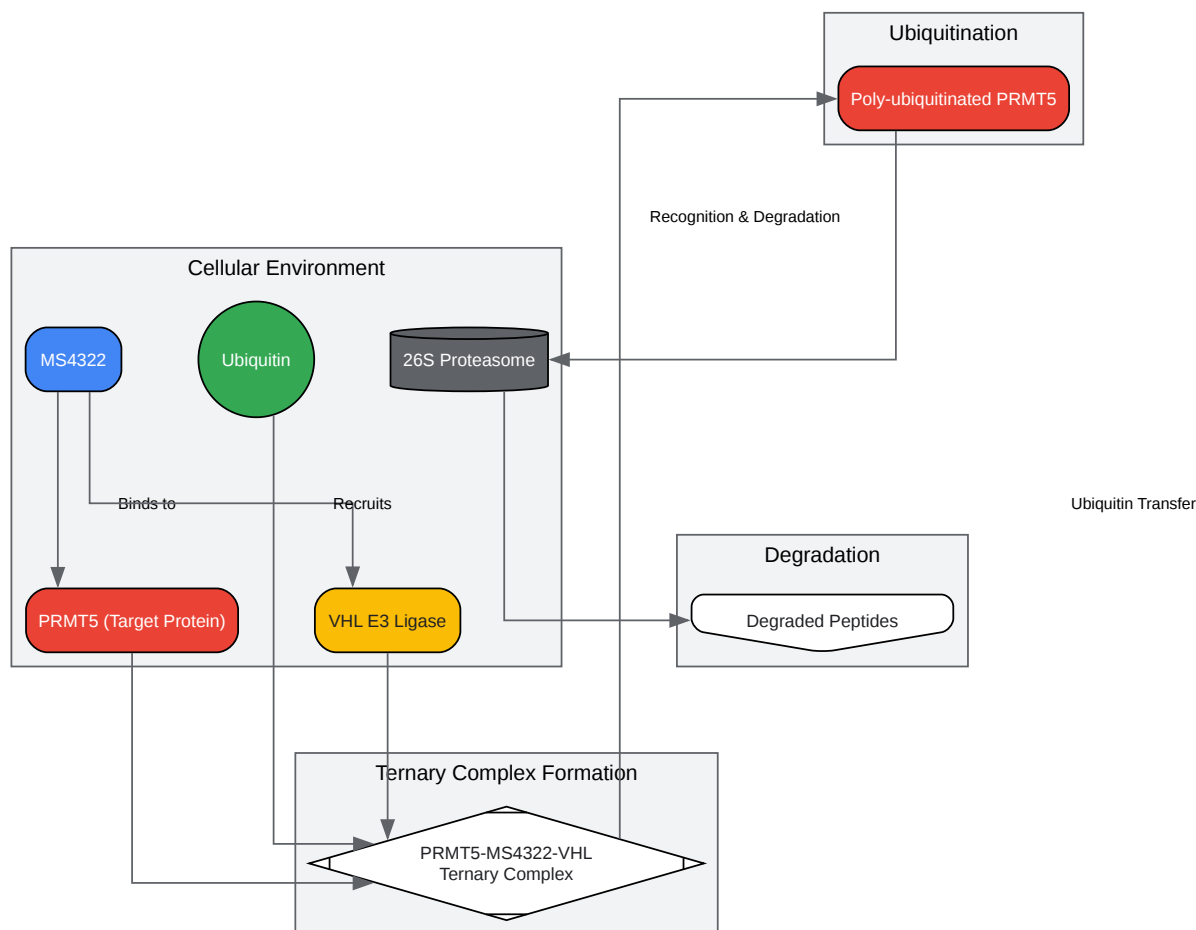 Ubiquitination
Poly-ubiquitinated PRMT5
Recognition & Degradation
Cellular Environment
MS4322
Ubiquitin
26S Proteasome
Binds to
Recruits
Ubiquitin Transfer
Degradation
PRMT5 (Target Protein)
VHL E3 Ligase
Degraded Peptides
Ternary Complex Formation
PRMT5-MS4322-VHL
Ternary Complex